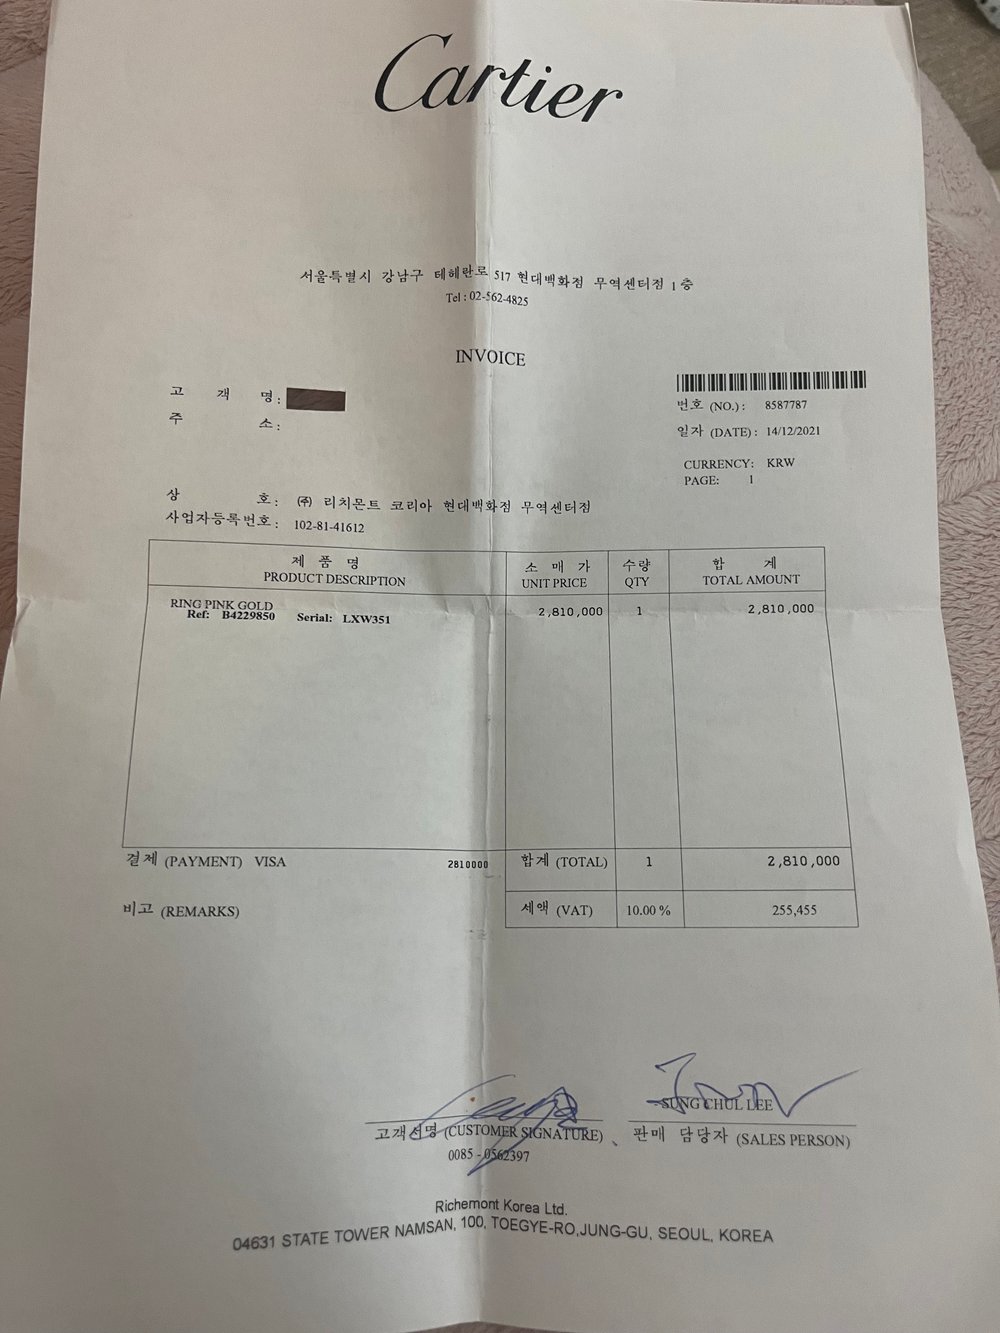 Cartier
서울특별시 강남구 테헤란로 517 현대백화점 무역센터점 1층
Tel : 02-562-4825
INVOICE
고 객 명 :
주 소 :
번호 (NO.) : 8587787
일자 (DATE) : 14/12/2021
CURRENCY: KRW
PAGE: 1
상 호 : ㈜ 리치몬트 코리아 현대백화점 무역센터점
사업자등록번호 : 102-81-41612
제 품 명 소 매 가 수량 합 계
PRODUCT DESCRIPTION UNIT PRICE QTY TOTAL AMOUNT
RING PINK GOLD 2,810,000 1 2,810,000
Ref: B4229850 Serial: LXW351
결제 (PAYMENT) VISA 2810000 합계 (TOTAL) 1 2,810,000
비고 (REMARKS) 세액 (VAT) 10.00 % 255,455
SUNG CHUL LEE
고객서명 (CUSTOMER SIGNATURE) 판매 담당자 (SALES PERSON)
0085 - 0562397
Richemont Korea Ltd.
04631 STATE TOWER NAMSAN, 100, TOEGYE-RO,JUNG-GU, SEOUL, KOREA